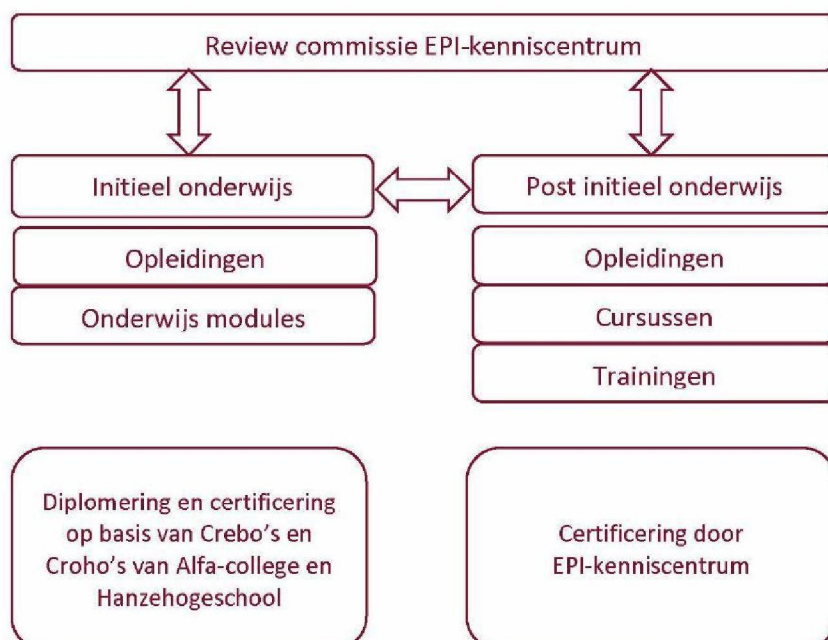 Review commissie EPI-kenniscentrum
Initieel onderwijs
Post initieel onderwijs
Opleidingen
Opleidingen
Onderwijs modules
Cursussen
Trainingen
Diplomering en certificering
op basis van Crebo's en
Croho's van Alfa-college en
Hanzehogeschool
Certificering door
EPI-kenniscentrum